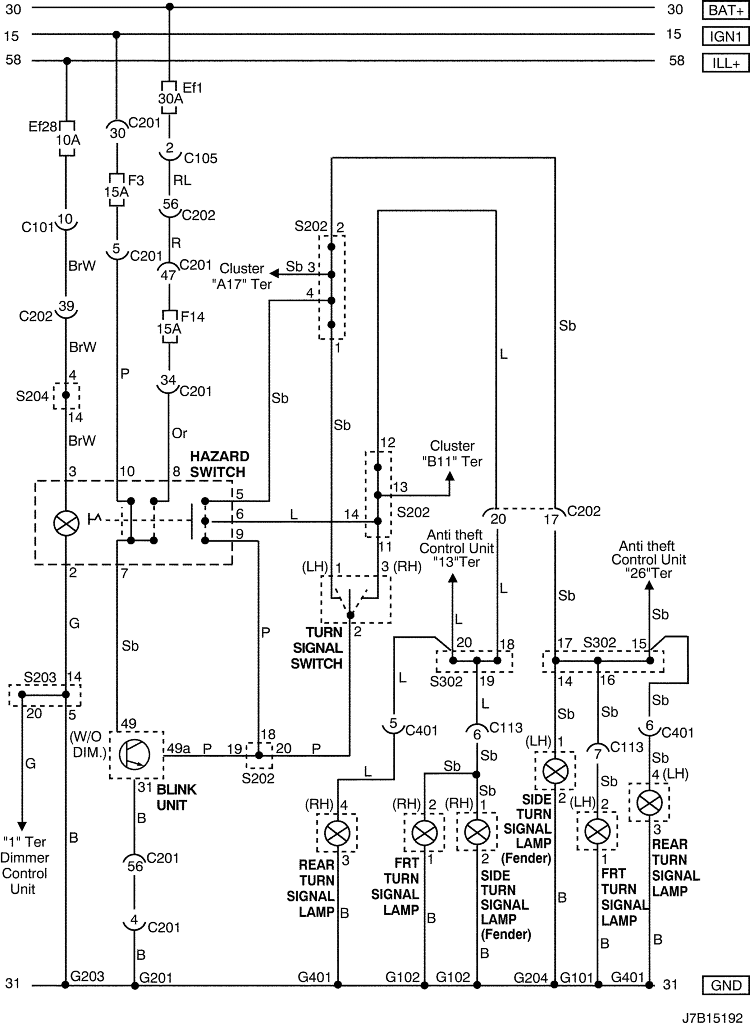 30
30
BAT+
15
15
IGN1
58
58
ILL+
Ef1
30A
Ef28
10A
C201
30
2
C105
F3
15A
RL
56
C202
10
C101
5
C201
R
C201
47
BrW
39
C202
F14
15A
BrW
P
34
C201
4
S204
14
BrW
Or
S202
2
Cluster
"A17" Ter
Sb
3
4
1
Sb
Sb
L
Sb
12
Cluster
"B11" Ter
13
14
S202
11
HAZARD
SWITCH
3
10
8
5
6
L
9
2
7
20
17
C202
Anti theft
Control Unit
"13"Ter
Anti theft
Control Unit
"26"Ter
(LH)
1
3
(RH)
2
TURN
SIGNAL
SWITCH
G
Sb
P
L
L
Sb
Sb
20
18
S302
19
17
S302
15
14
16
S203
14
20
5
49
(W/O
DIM.)
49a
P
18
19
20
P
S202
31
BLINK
UNIT
G
B
L
L
Sb
Sb
Sb
5
C401
6
C113
6
C401
7
C113
L
Sb
Sb
Sb
Sb
(LH)
1
2
SIDE
TURN
SIGNAL
LAMP
(Fender)
(LH)
2
4
(LH)
(RH)
4
(RH)
2
(RH)
1
3
1
2
1
3
REAR
TURN
SIGNAL
LAMP
FRT
TURN
SIGNAL
LAMP
SIDE
TURN
SIGNAL
LAMP
(Fender)
FRT
TURN
SIGNAL
LAMP
REAR
TURN
SIGNAL
LAMP
"1" Ter
Dimmer
Control
Unit
B
C201
56
4
C201
B
B
B
B
B
B
B
31
G203
G201
G401
G102
G102
G204
G101
G401
31
GND
J7B15192